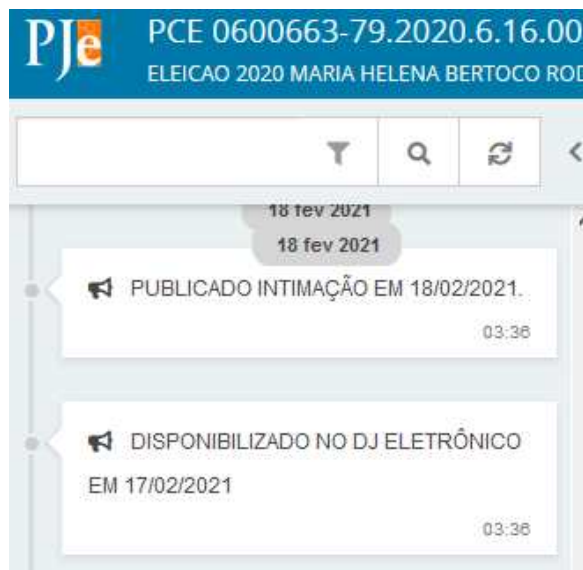 PJe
PCE 0600663-79.2020.6.16.00
ELEICAO 2020 MARIA HELENA BERTOCO ROD
18 fev 2021
18 fev 2021
PUBLICADO INTIMAÇÃO EM 18/02/2021.
03:36
DISPONIBILIZADO NO DJ ELETRÔNICO
EM 17/02/2021
03:36